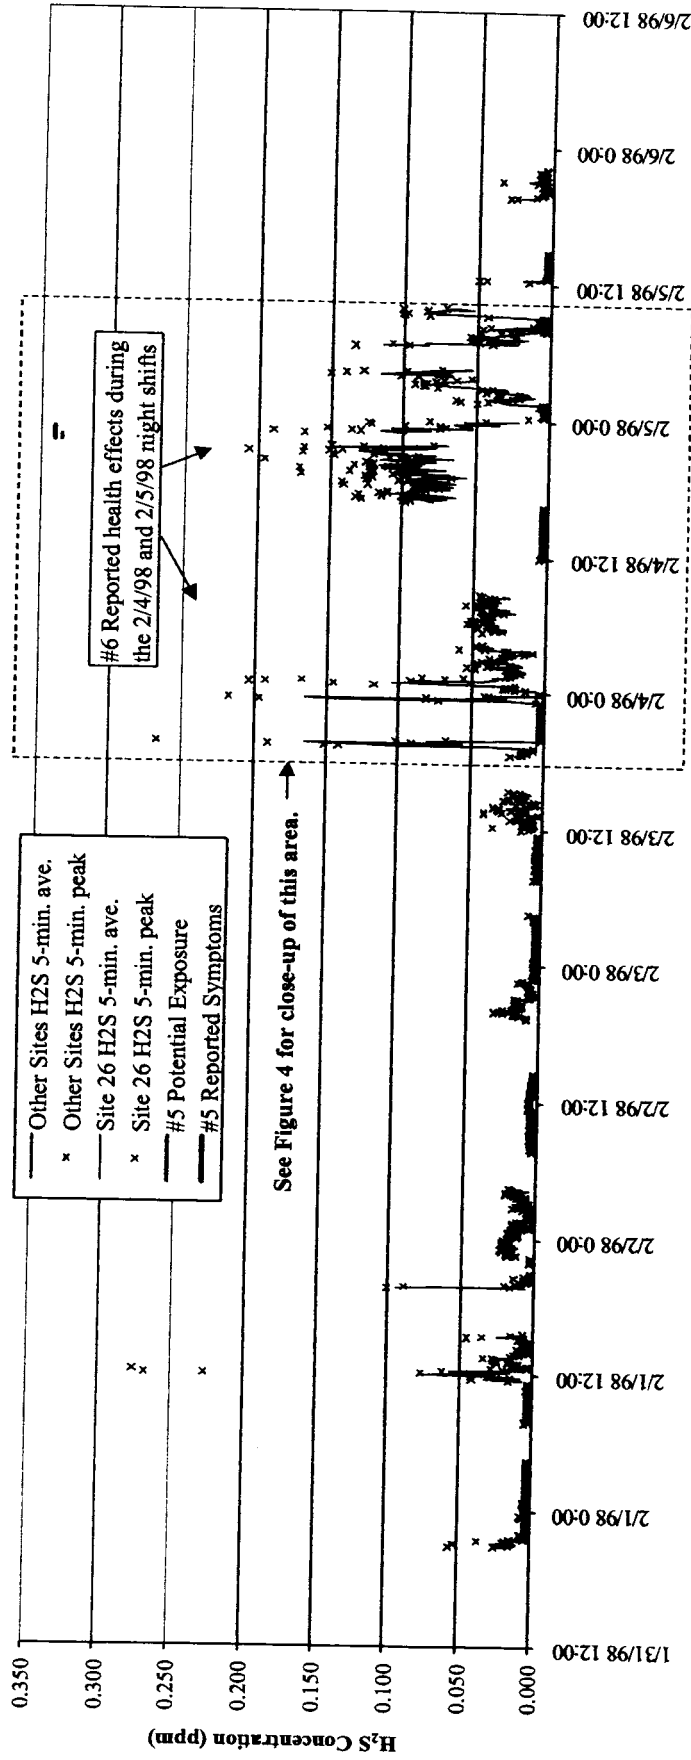 H₂S Concentration (ppm)
0.350
0.300
0.250
0.200
0.150
0.100
0.050
0.000
Other Sites H2S 5-min. ave.
Other Sites H2S 5-min. peak
Site 26 H2S 5-min. ave.
Site 26 H2S 5-min. peak
#5 Potential Exposure
#5 Reported Symptoms
See Figure 4 for close-up of this area.
#6 Reported health effects during
the 2/4/98 and 2/5/98 night shifts
1/31/98 12:00
2/1/98 0:00
2/1/98 12:00
2/2/98 0:00
2/2/98 12:00
2/3/98 0:00
2/3/98 12:00
2/4/98 0:00
2/4/98 12:00
2/5/98 0:00
2/5/98 12:00
2/6/98 0:00
2/6/98 12:00